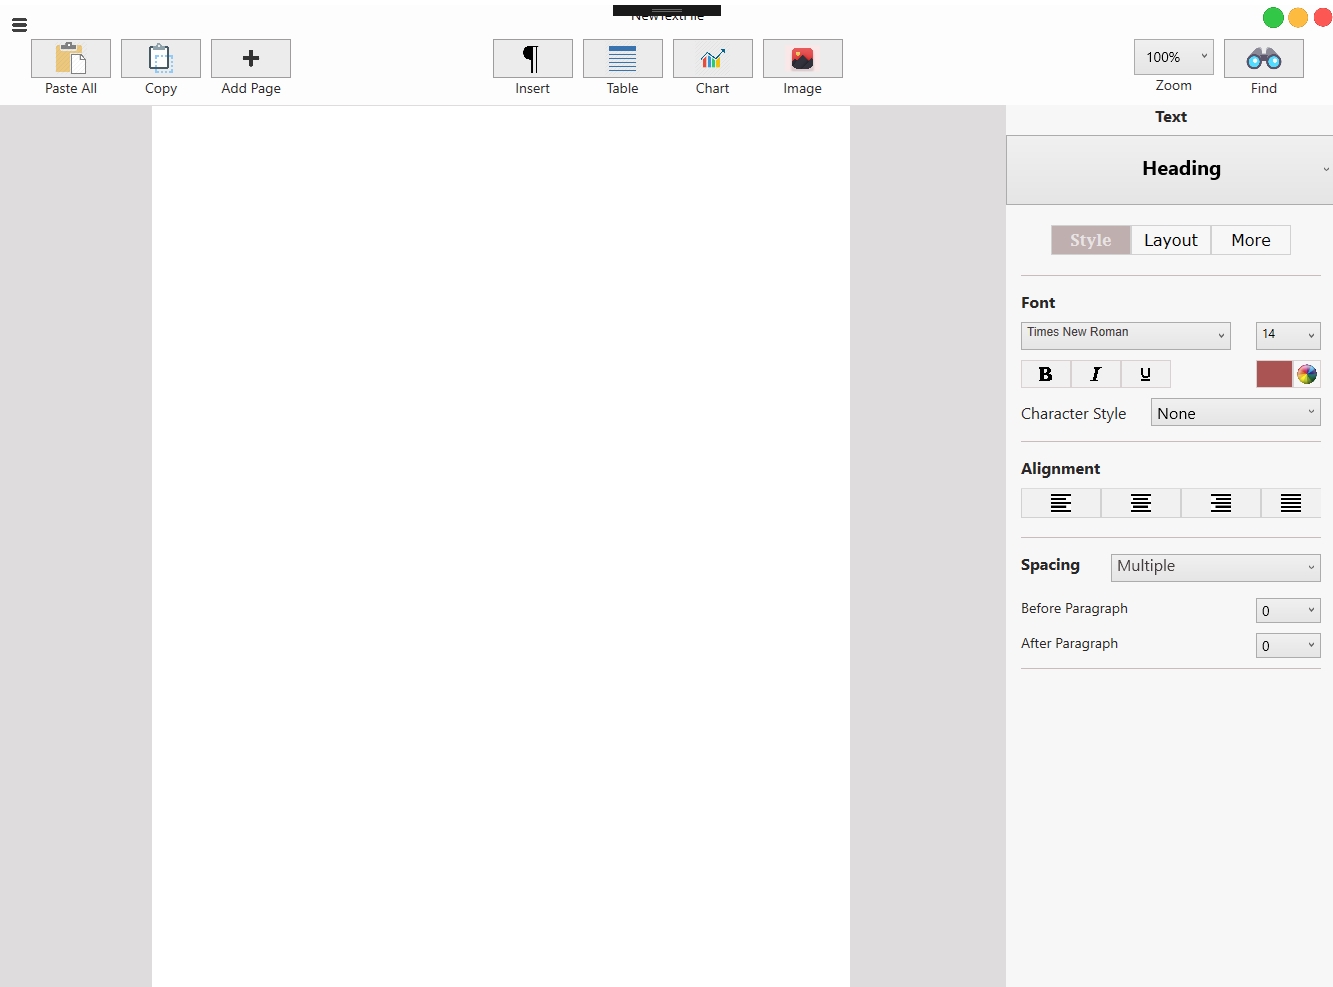 NewTextFile
Paste All
Copy
Add Page
Insert
Table
Chart
Image
100%
Zoom
Find
Text
Heading
Style
Layout
More
Font
Times New Roman
14
B
I
U
Character Style
None
Alignment
Spacing
Multiple
Before Paragraph
0
After Paragraph
0